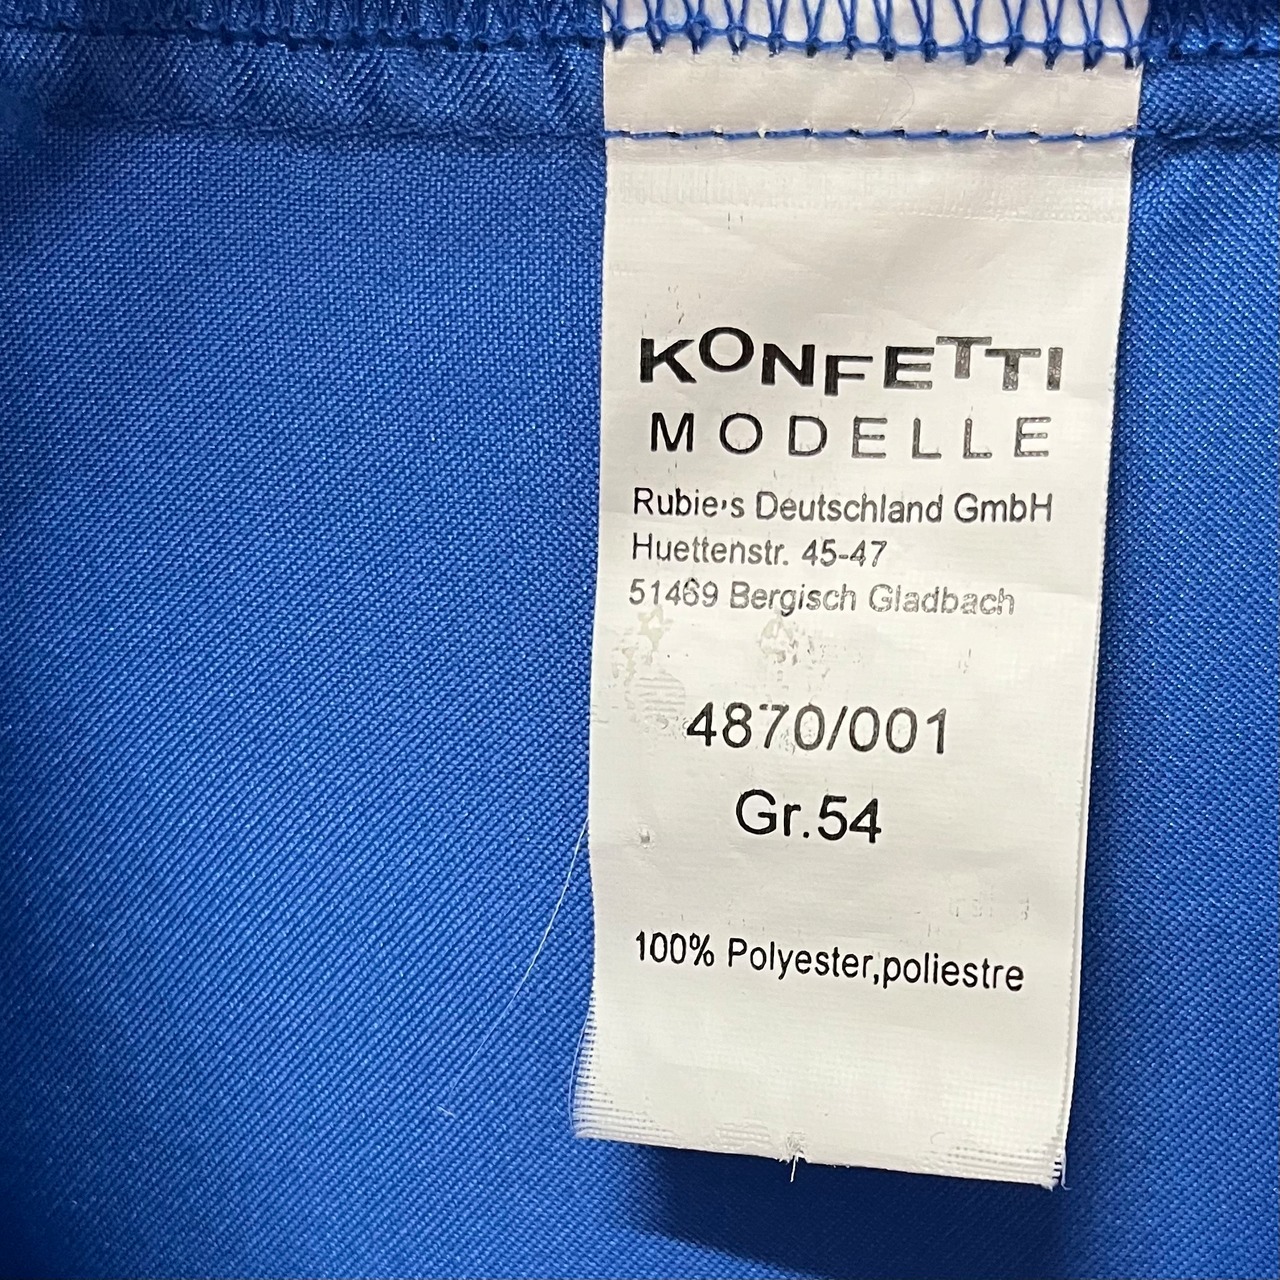 KONFETTI
MODELLE
Rubie's Deutschland GmbH
Huettenstr. 45-47
51469 Bergisch Gladbach
4870/001
Gr.54
100% Polyester,poliestre